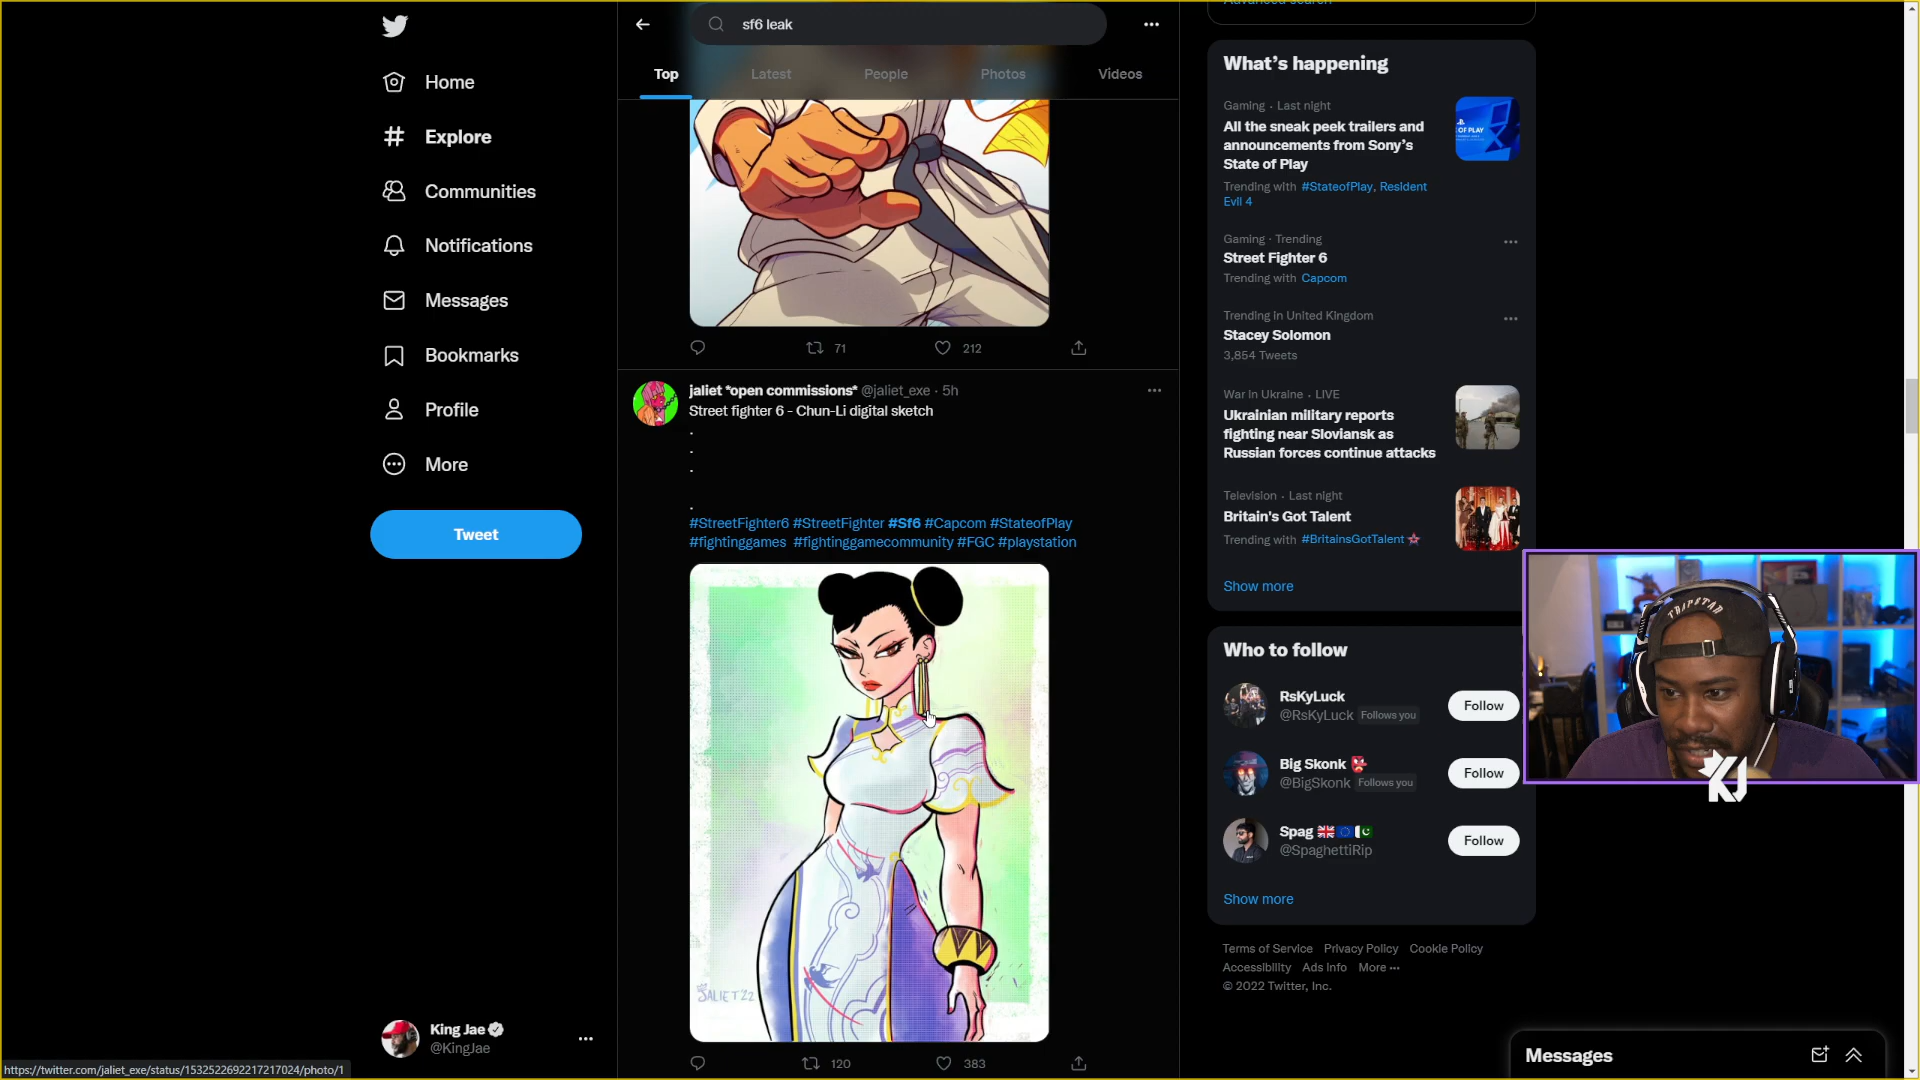 sf6 leak
Top
Latest
People
Photos
Videos
Home
Explore
Communities
Notifications
Messages
Bookmarks
Profile
More
Tweet
King Jae
@KingJae
71
212
jaliet *open commissions* @jaliet_exe · 5h
Street fighter 6 - Chun-Li digital sketch
.
.
.
.
#StreetFighter6 #StreetFighter #Sf6 #Capcom #StateofPlay
#fightinggames #fightinggamecommunity #FGC #playstation
JALIET'22
120
383
Advanced search
What's happening
Gaming · Last night
All the sneak peek trailers and
announcements from Sony's
State of Play
Trending with #StateofPlay, Resident
Evil 4
OF PLAY
Gaming · Trending
Street Fighter 6
Trending with Capcom
Trending in United Kingdom
Stacey Solomon
3,854 Tweets
War in Ukraine · LIVE
Ukrainian military reports
fighting near Sloviansk as
Russian forces continue attacks
Television · Last night
Britain's Got Talent
Trending with #BritainsGotTalent
Show more
Who to follow
RsKyLuck
@RsKyLuck Follows you
Follow
Big Skonk
@BigSkonk Follows you
Follow
Spag
@SpaghettiRip
Follow
Show more
Terms of Service Privacy Policy Cookie Policy
Accessibility Ads info More ···
© 2022 Twitter, Inc.
TRAPSTAR
KJ
Messages
https://twitter.com/jaliet_exe/status/1532522692217217024/photo/1